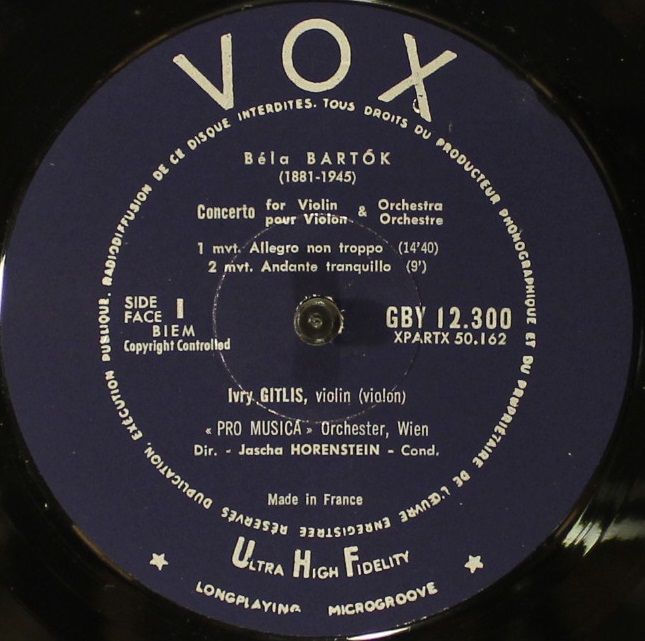 VOX
TOUS DROITS DU PRODUCTEUR PHONOGRAPHIQUE ET DU PROPRIÉTAIRE DE L'ŒUVRE ENREGISTRÉE RÉSERVÉS DUPLICATION, EXÉCUTION PUBLIQUE, RADIODIFFUSION DE CE DISQUE INTERDITES.
Béla BARTÓK
(1881-1945)
Concerto for Violin & Orchestra
pour Violon Orchestre
1 mvt. Allegro non troppo (14'40)
2 mvt. Andante tranquillo (9')
SIDE
FACE I
BIEM
Copyright Controlled
GBY 12.300
XPARTX 50.162
Ivry GITLIS, violin (violon)
« PRO MUSICA » Orchester, Wien
Dir. - Jascha HORENSTEIN - Cond.
Made in France
ULTRA HIGH FIDELITY
LONGPLAYING MICROGROOVE